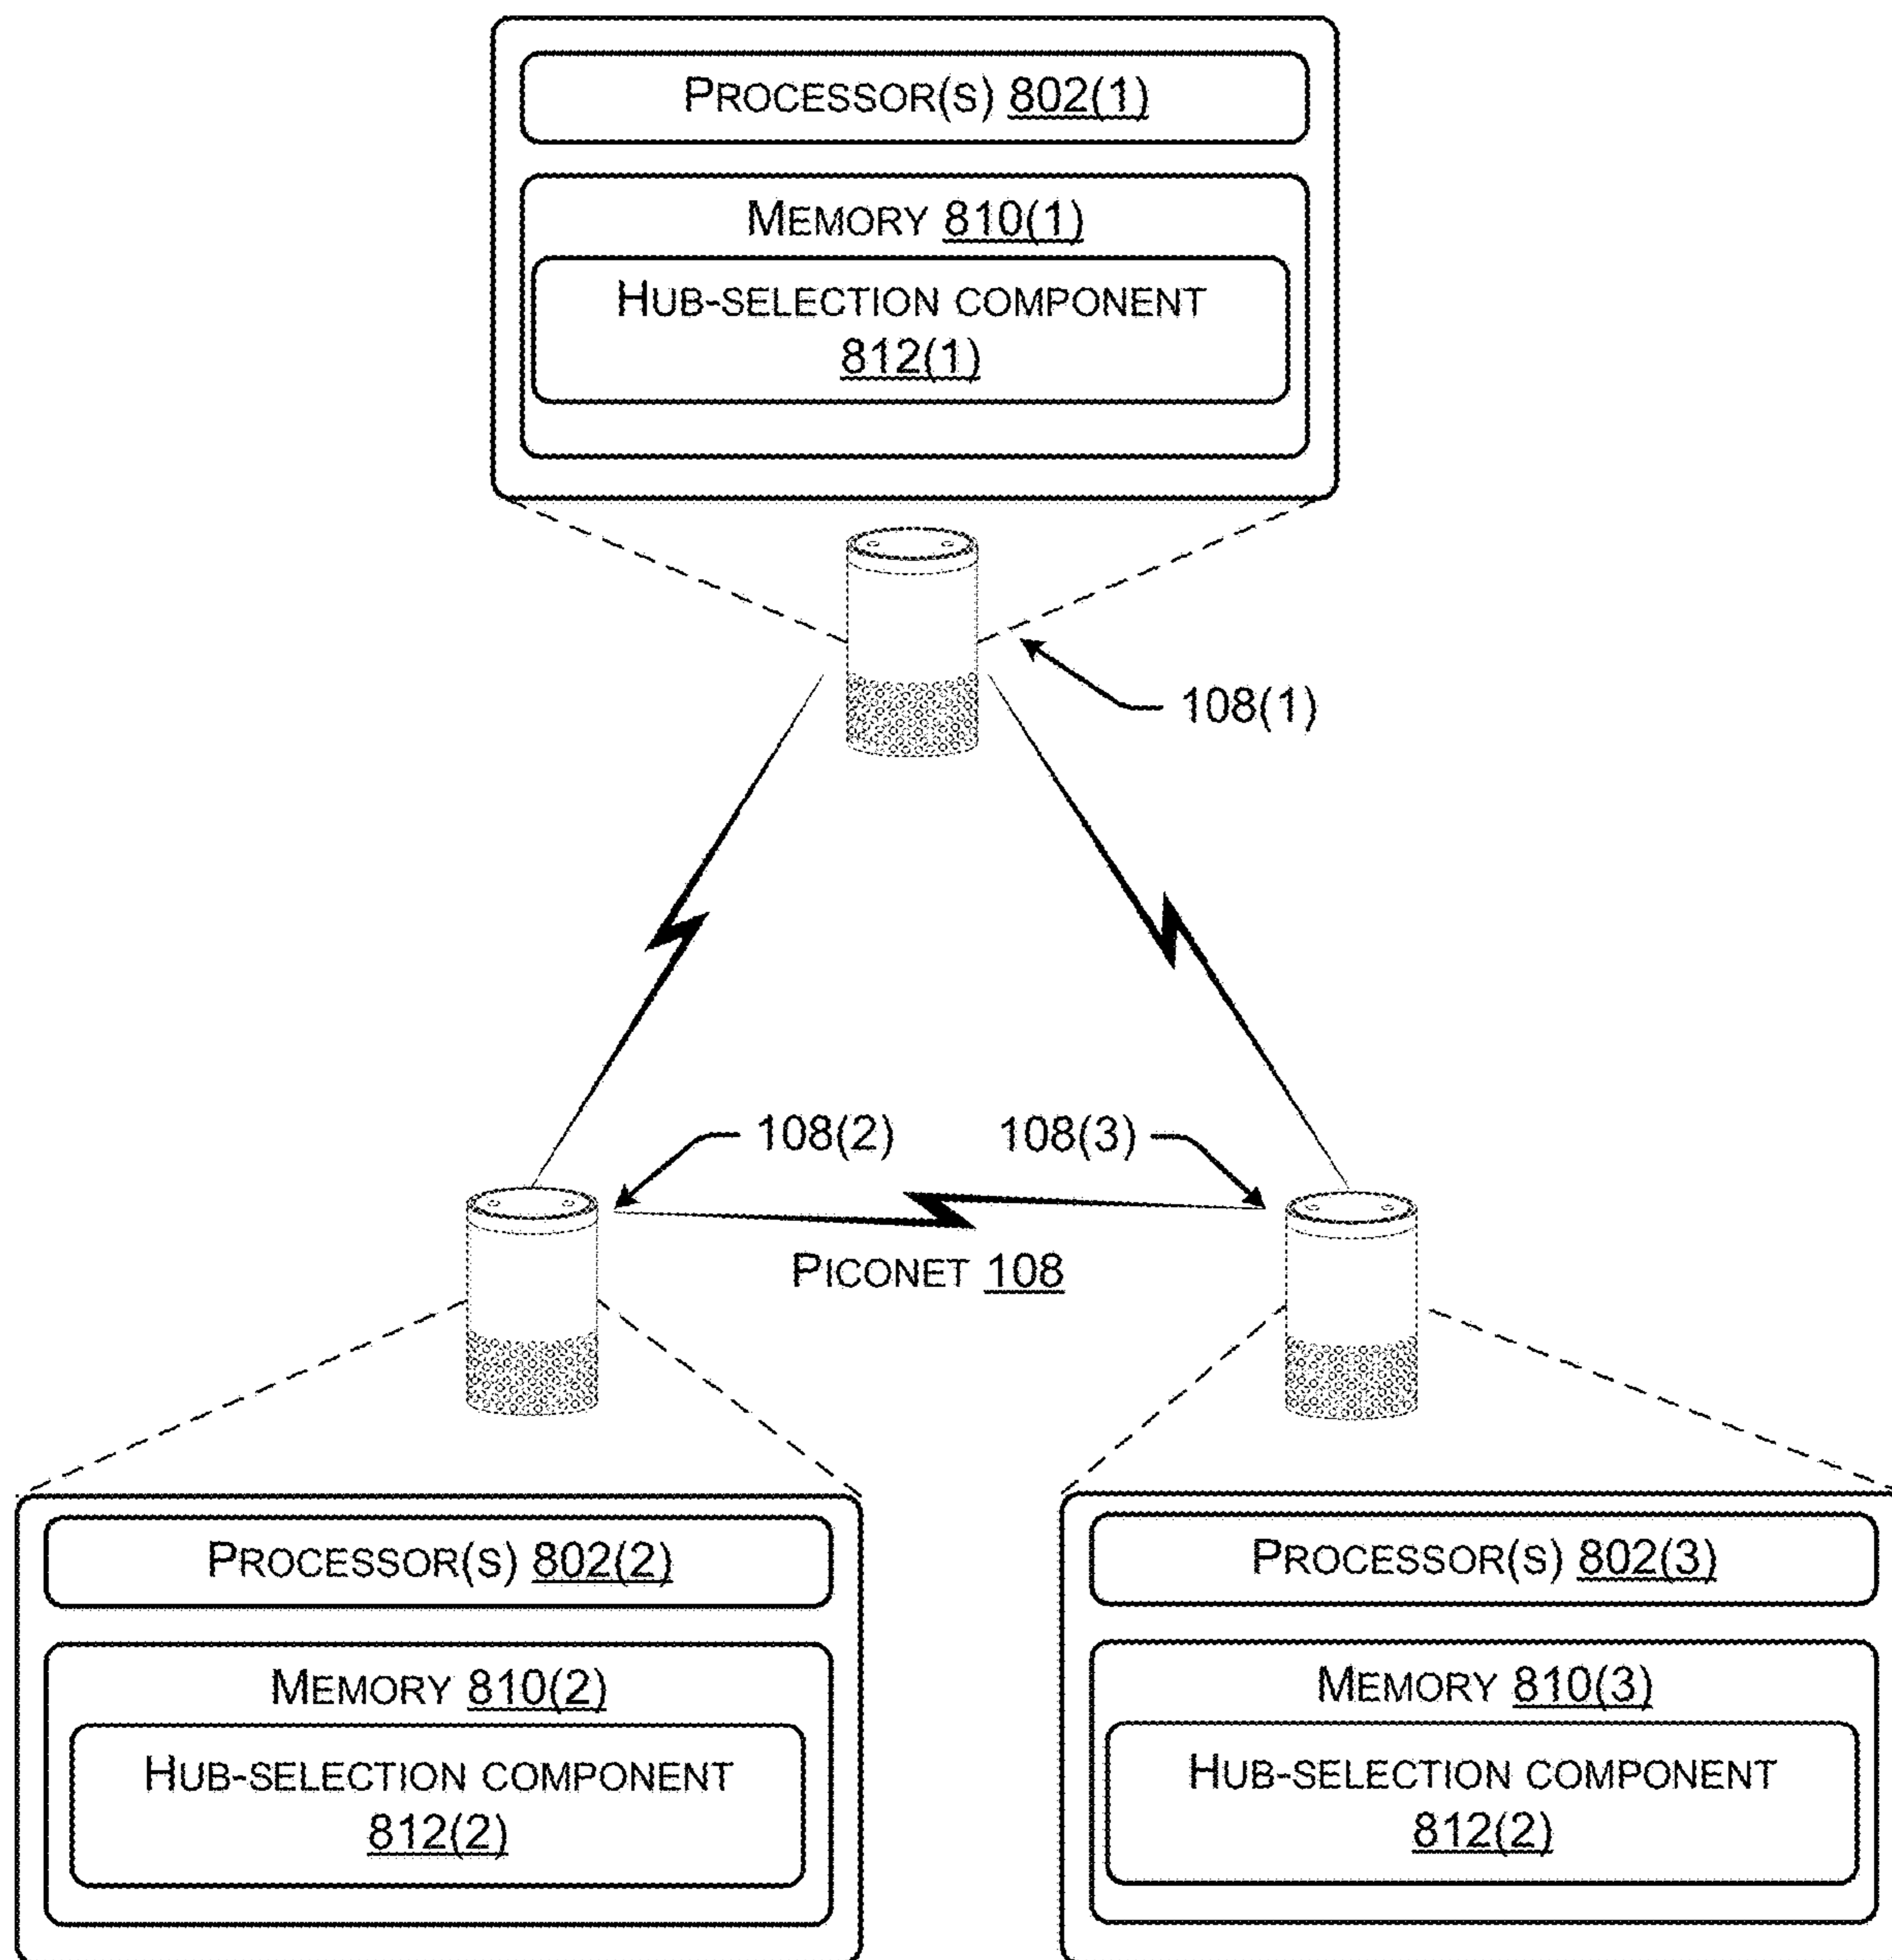 PROCESSOR(S) 802(1)
MEMORY 810(1)
HUB-SELECTION COMPONENT
812(1)
108(1)
108(2)
108(3)
PICONET 108
PROCESSOR(S) 802(2)
MEMORY 810(2)
HUB-SELECTION COMPONENT
812(2)
PROCESSOR(S) 802(3)
MEMORY 810(3)
HUB-SELECTION COMPONENT
812(2)